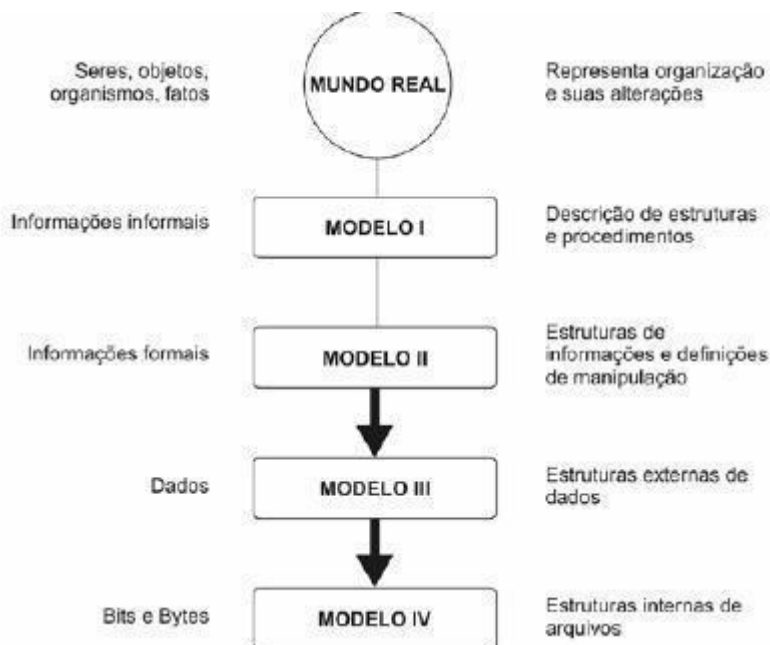 Seres, objetos,
organismos, fatos
MUNDO REAL
Representa organização
e suas alterações
Informações informais
MODELO I
Descrição de estruturas
e procedimentos
Informações formais
MODELO II
Estruturas de
informações e definições
de manipulação
Dados
MODELO III
Estruturas externas de
dados
Bits e Bytes
MODELO IV
Estruturas internas de
arquivos